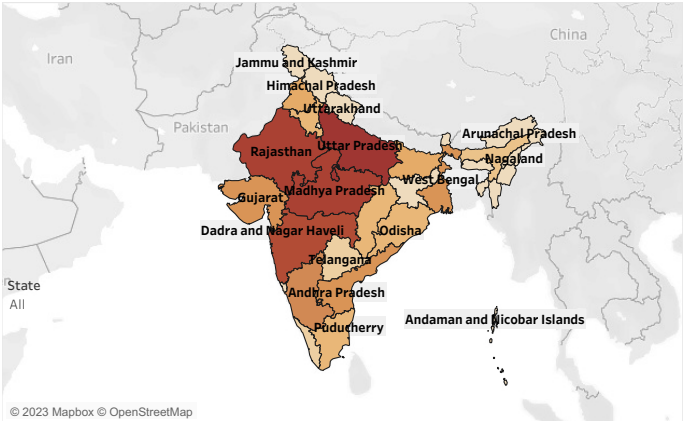 China
Iran
Jammu and Kashmir
Himachal Pradesh
Uttarakhand
Pakistan
Arunachal Pradesh
Uttar Pradesh
Rajasthan
Nagaland
West Bengal
Madhya Pradesh
Gujarat
Dadra and Nagar Haveli
Odisha
Telangana
State
Andhra Pradesh
All
Andaman and Nicobar Islands
Puducherry
© 2023 Mapbox © OpenStreetMap